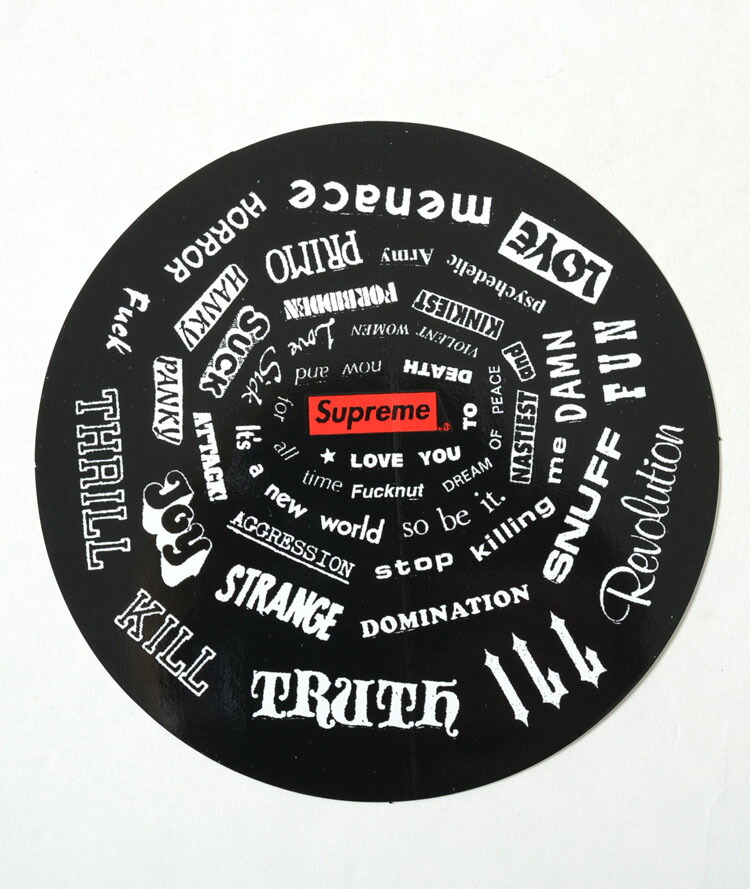 Supreme
★ LOVE YOU
TO
DEATH
now and
for
all
time
Fucknut
DREAM
OF PEACE
VIOLENT WOMEN
Love
Sick
It's a
new world
so be it.
NASTIEST
and
KINKIEST
FORBIDDEN
SUCK
ATTACK!
AGGRESSION
stop killing
me
DAMN
psychedelic
Army
PRIMO
HANKY
PANKY
JOY
STRANGE
DOMINATION
SNUFF
FUN
LOVE
menace
HORROR
Fuck
THRILL
KILL
TRUTH
ILL
Revolution